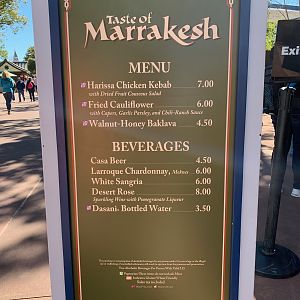 Taste of
Marrakesh
MENU
Harissa Chicken Kebab 7.00
with Dried Fruit Couscous Salad
Fried Cauliflower 6.00
with Capers, Garlic Parsley, and Chili-Ranch Sauce
Walnut-Honey Baklava 4.50
BEVERAGES
Casa Beer 4.50
Larroque Chardonnay, 6.00
White Sangria 6.00
Desert Rose 8.00
Sparkling Wine with Pomegranate Liqueur
Dasani® Bottled Water 3.50
Exi